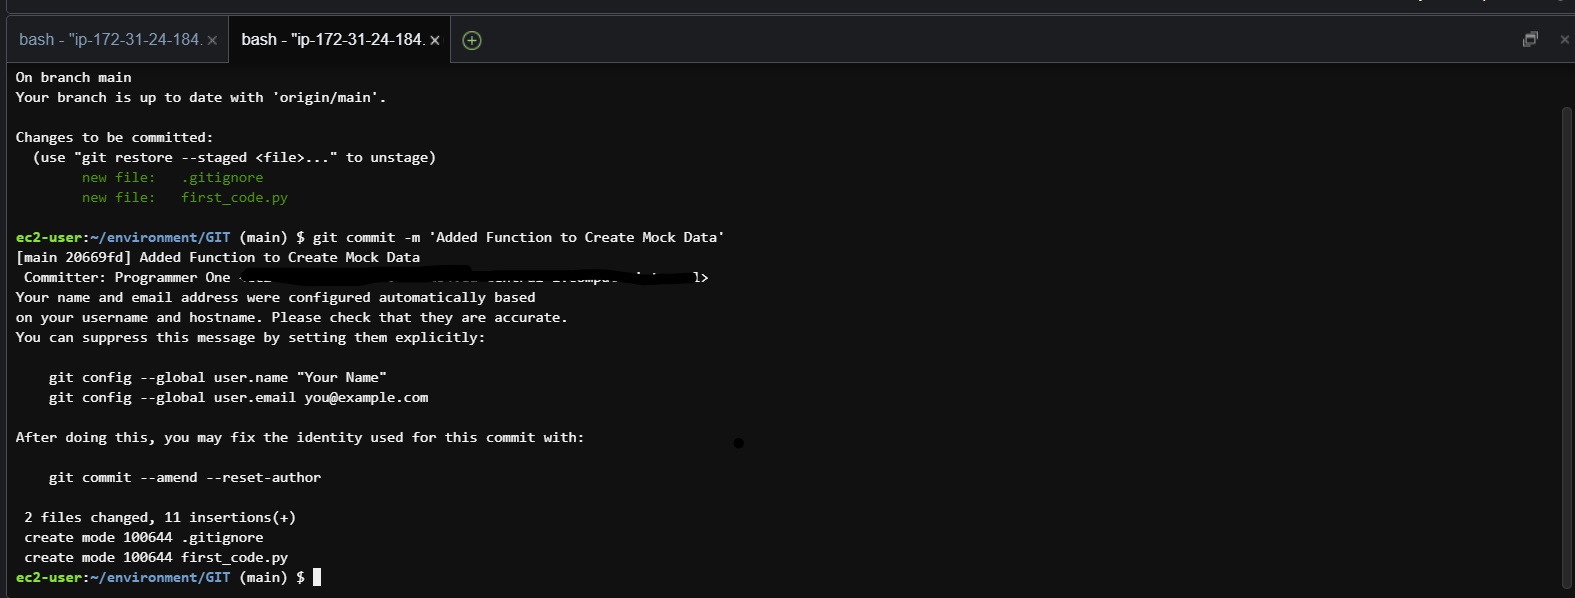 bash - "ip-172-31-24-184. ×
bash - "ip-172-31-24-184. ×
On branch main
Your branch is up to date with 'origin/main'.
Changes to be committed:
(use "git restore --staged <file>..." to unstage)
new file: .gitignore
new file: first_code.py
ec2-user:~/environment/GIT (main) $ git commit -m 'Added Function to Create Mock Data'
[main 20669fd] Added Function to Create Mock Data
Committer: Programmer One
Your name and email address were configured automatically based
on your username and hostname. Please check that they are accurate.
You can suppress this message by setting them explicitly:
git config --global user.name "Your Name"
git config --global user.email you@example.com
After doing this, you may fix the identity used for this commit with:
git commit --amend --reset-author
2 files changed, 11 insertions(+)
create mode 100644 .gitignore
create mode 100644 first_code.py
ec2-user:~/environment/GIT (main) $